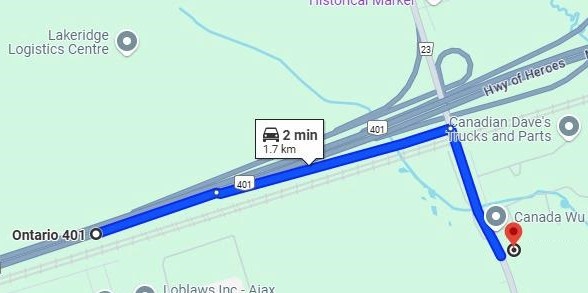 Historical Marker
Lakeridge
Logistics Centre
23
Hwy of Heroes
2 min
1.7 km
401
Canadian Dave's
Trucks and Parts
401
Canada Wu
Ontario 401
Loblaws Inc - Ajax